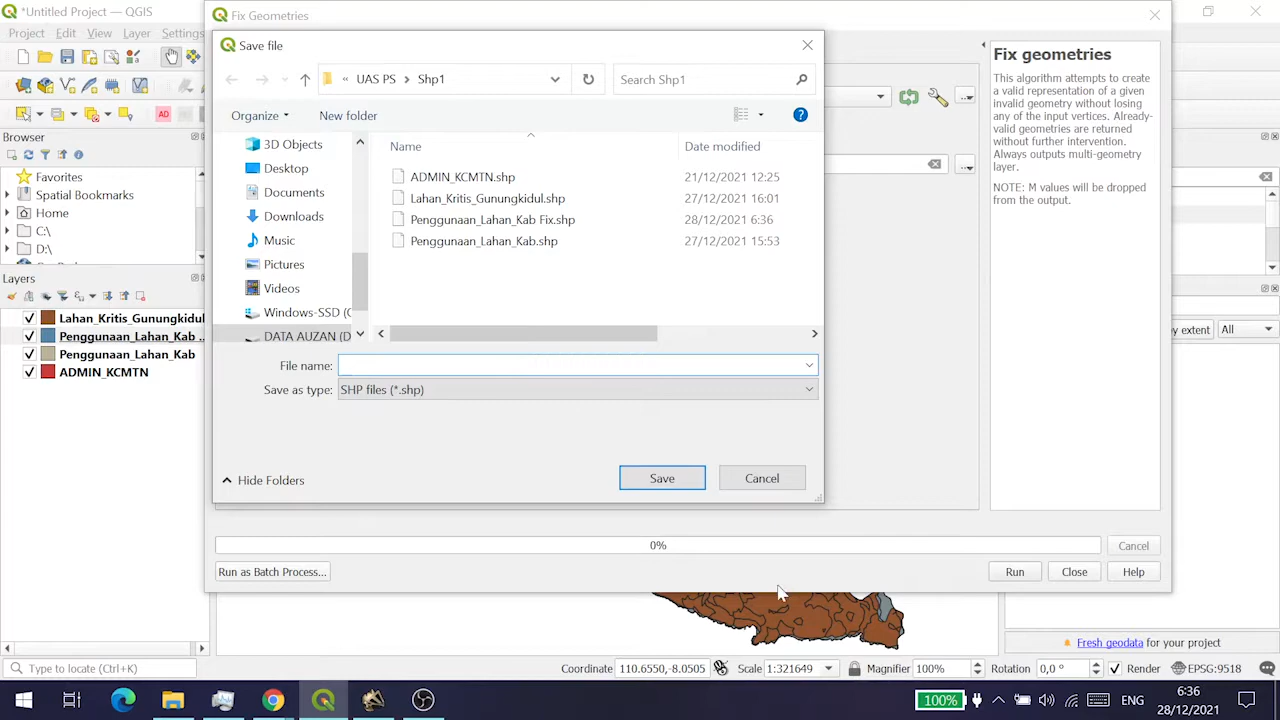 *Untitled Project — QGIS
Fix Geometries
Project Edit View Layer Settings
Save file
Fix geometries
This algorithm attempts to create
a valid representation of a given
invalid geometry without losing
any of the input vertices. Already-
valid geometries are returned
without further intervention.
Always outputs multi-geometry
layer.
NOTE: M values will be dropped
from the output.
« UAS PS › Shp1
Search Shp1
Organize
New folder
Browser
Favorites
Spatial Bookmarks
Home
C:\
D:\
3D Objects
Desktop
Documents
Downloads
Music
Pictures
Videos
Windows-SSD (C
DATA AUZAN (D
Name Date modified
ADMIN_KCMTN.shp 21/12/2021 12:25
Lahan_Kritis_Gunungkidul.shp 27/12/2021 16:01
Penggunaan_Lahan_Kab Fix.shp 28/12/2021 6:36
Penggunaan_Lahan_Kab.shp 27/12/2021 15:53
Layers
Lahan_Kritis_Gunungkidul
Penggunaan_Lahan_Kab ..
Penggunaan_Lahan_Kab
ADMIN_KCMTN
File name:
Save as type: SHP files (*.shp)
Hide Folders
Save
Cancel
y extent
All
0%
Cancel
Run as Batch Process...
Run
Close
Help
Fresh geodata for your project
Type to locate (Ctrl+K)
Coordinate 110.6550,-8.0505
Scale 1:321649
Magnifier 100%
Rotation 0,0 °
Render
EPSG:9518
100%
ENG
6:36
28/12/2021